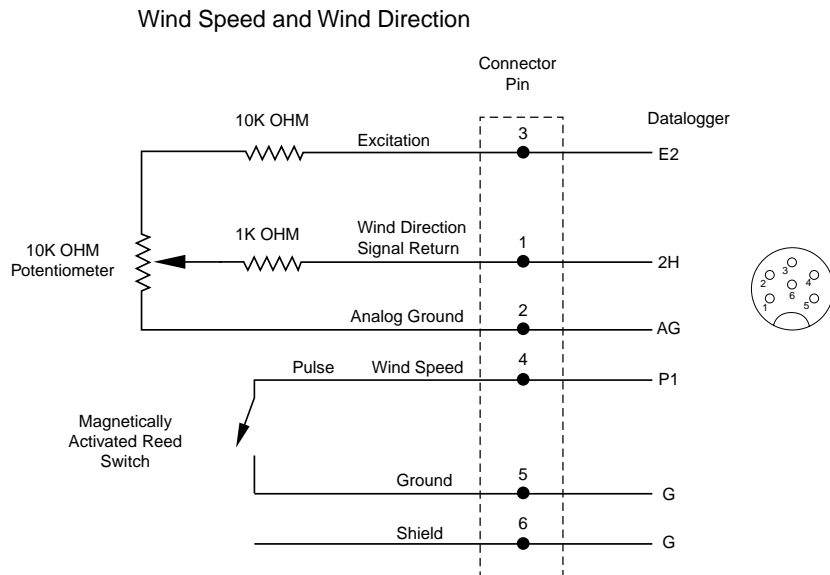 Wind Speed and Wind Direction
Connector
Pin
Datalogger
10K OHM
Excitation
3
E2
10K OHM
Potentiometer
1K OHM
Wind Direction
Signal Return
1
2H
Analog Ground
2
AG
Pulse
Wind Speed
4
P1
Magnetically
Activated Reed
Switch
Ground
5
G
Shield
6
G
3
2
4
6
1
5